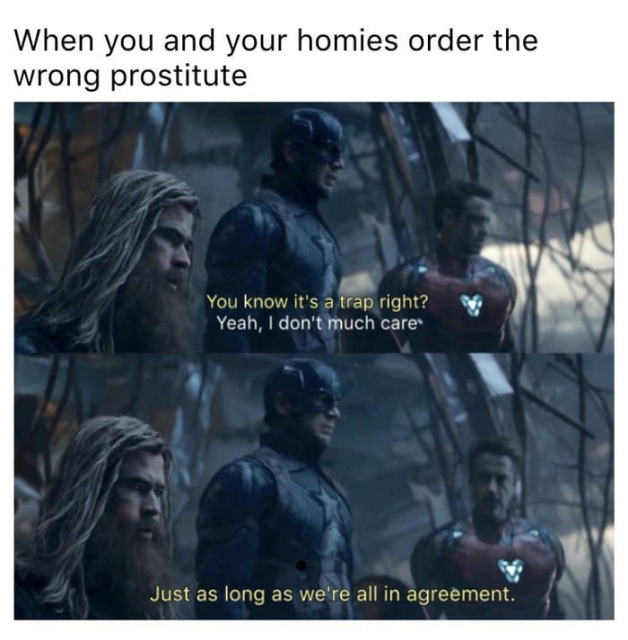 When you and your homies order the
wrong prostitute
You know it's a trap right?
Yeah, I don't much care
Just as long as we're all in agreement.